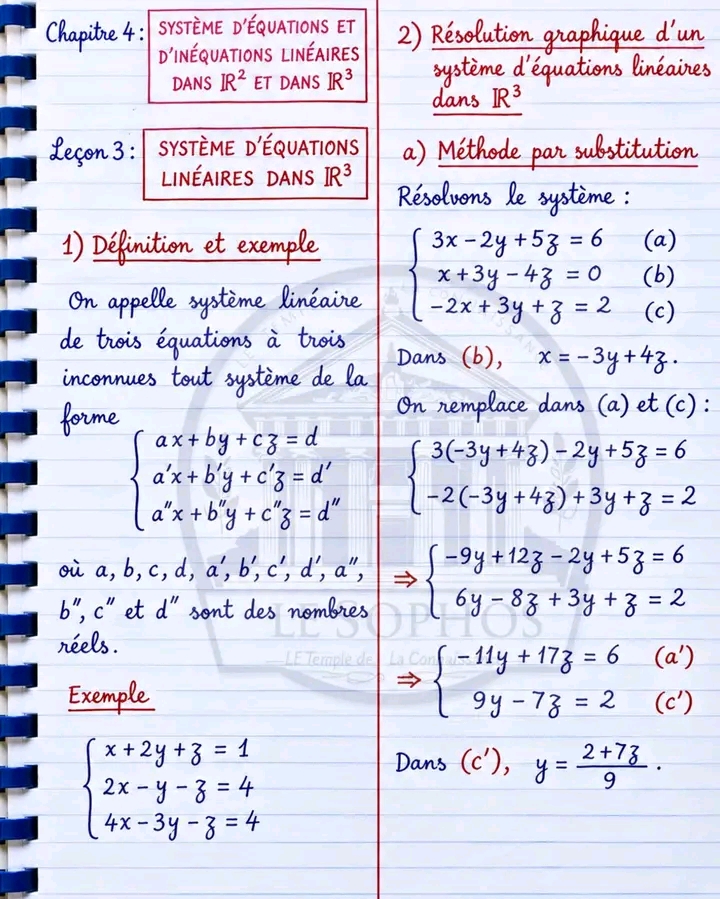 Chapitre 4 :
SYSTÈME D'ÉQUATIONS ET
D'INÉQUATIONS LINÉAIRES
DANS ℝ² ET DANS ℝ³
Leçon 3 :
SYSTÈME D'ÉQUATIONS
LINÉAIRES DANS ℝ³
1) Définition et exemple
On appelle système linéaire
de trois équations à trois
inconnues tout système de la
forme
ax + by + cz = d
a'x + b'y + c'z = d'
a"x + b"y + c"z = d"
où a, b, c, d, a', b', c', d', a",
b", c" et d" sont des nombres
réels.
Exemple
x + 2y + z = 1
2x - y - z = 4
4x - 3y - z = 4
2) Résolution graphique d'un
système d'équations linéaires
dans ℝ³
a) Méthode par substitution
Résolvons le système :
3x - 2y + 5z = 6 (a)
x + 3y - 4z = 0 (b)
-2x + 3y + z = 2 (c)
Dans (b), x = -3y + 4z.
On remplace dans (a) et (c) :
3(-3y + 4z) - 2y + 5z = 6
-2(-3y + 4z) + 3y + z = 2
⇒ -9y + 12z - 2y + 5z = 6
6y - 8z + 3y + z = 2
⇒ -11y + 17z = 6 (a')
9y - 7z = 2 (c')
Dans (c'), y = (2+7z)/9 .
LE SOPHOS
LE Temple de La